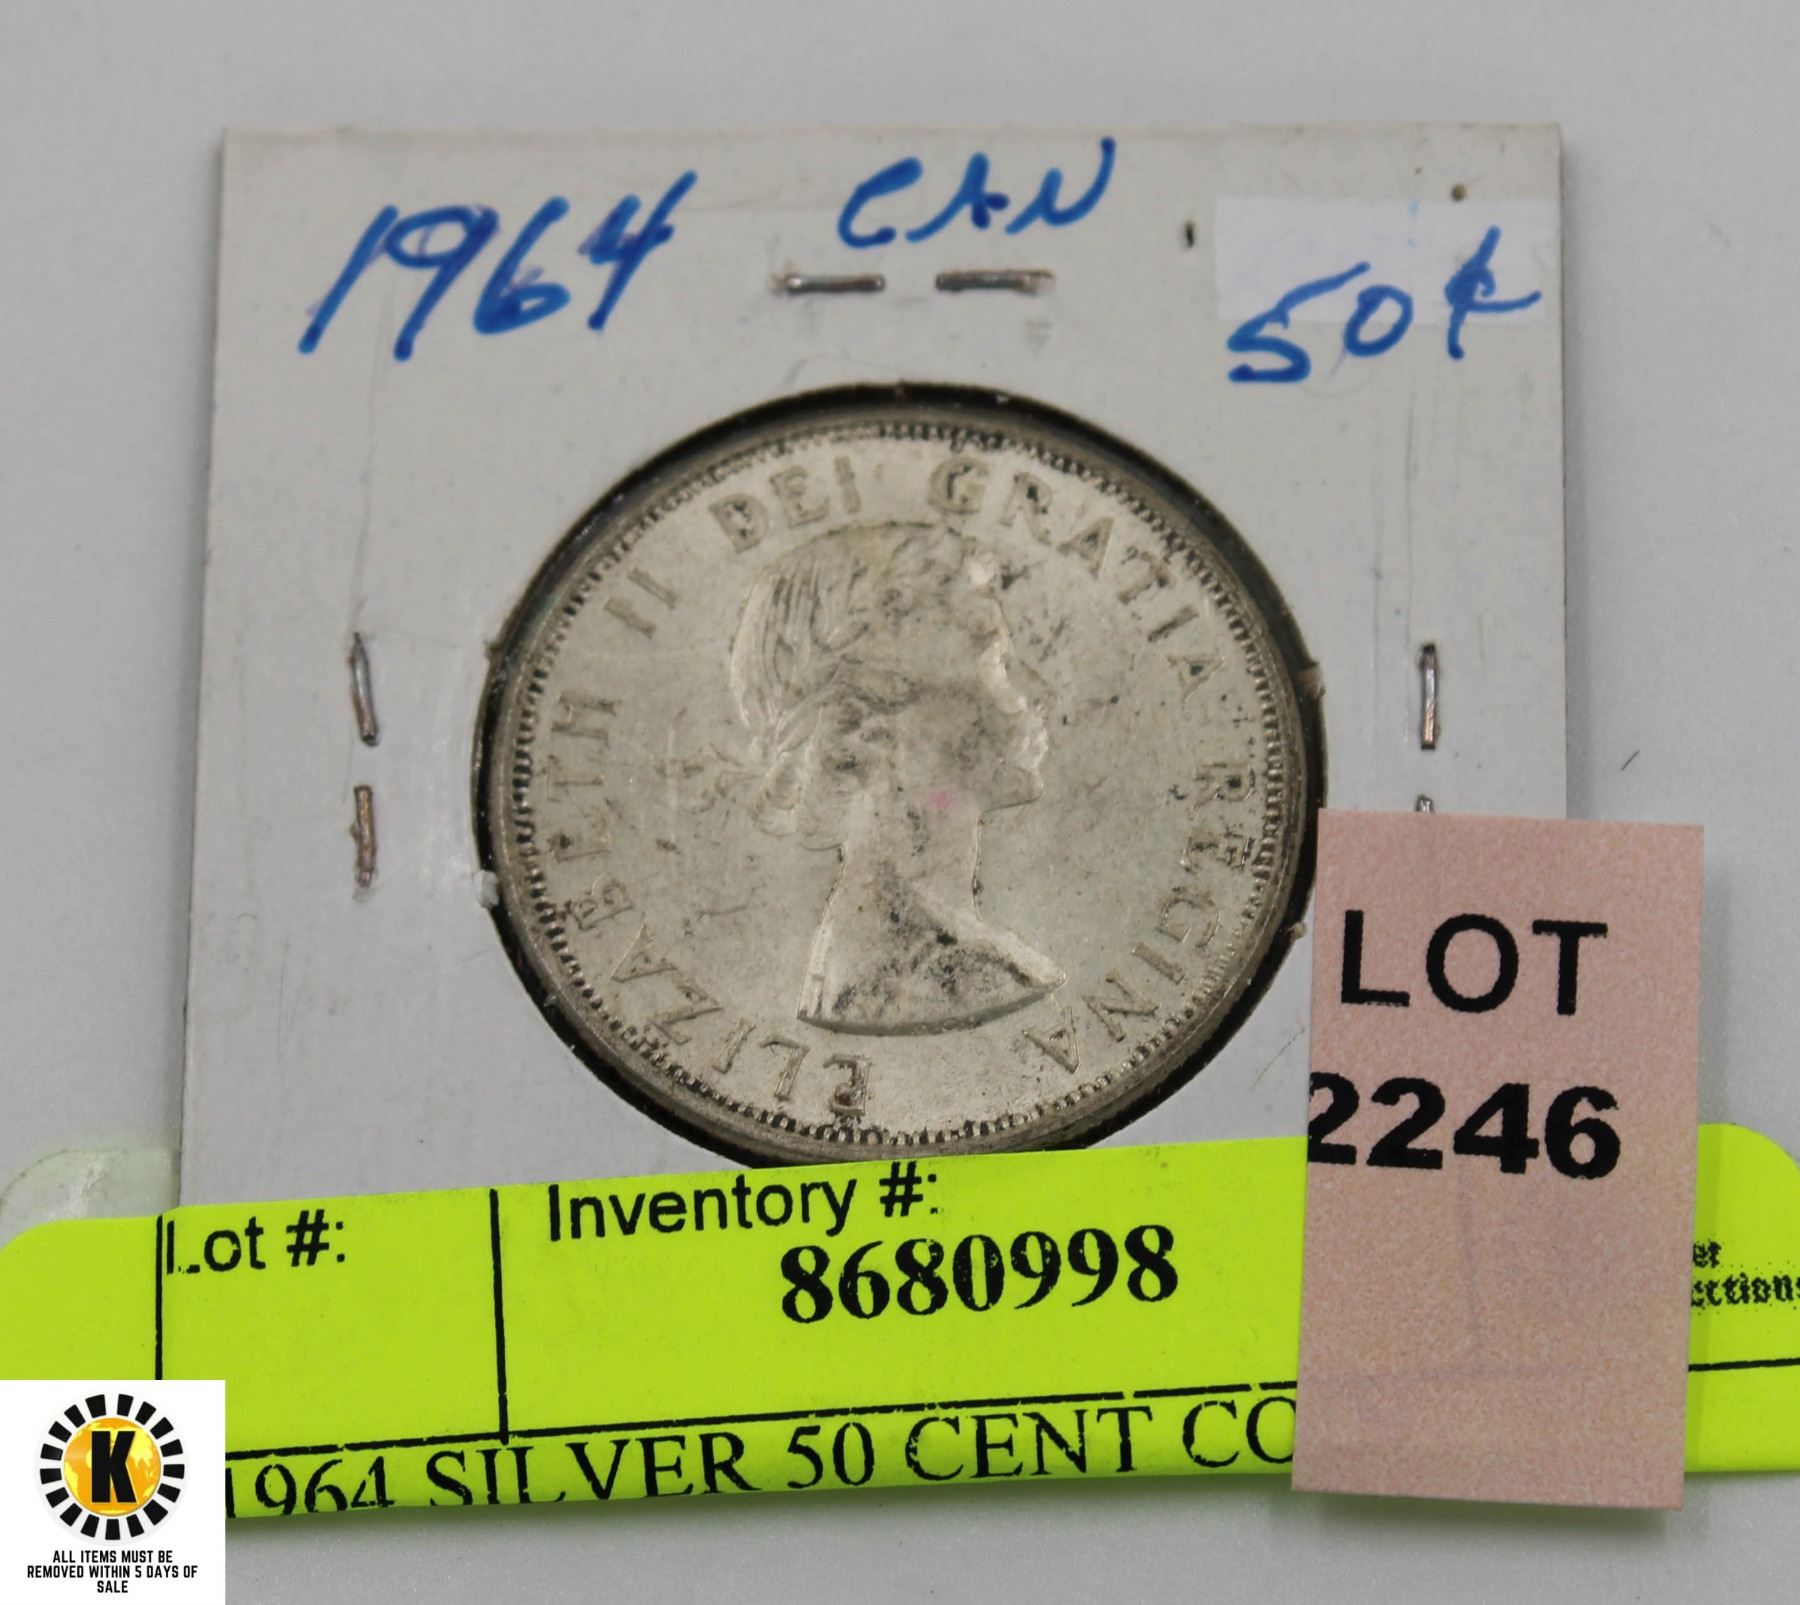 1964 CAN 50¢
ELIZABETH II DEI GRATIA REGINA
LOT
2246
Lot #:
Inventory #:
8680998
1964 SILVER 50 CENT CO
K
ALL ITEMS MUST BE
REMOVED WITHIN 5 DAYS OF
SALE